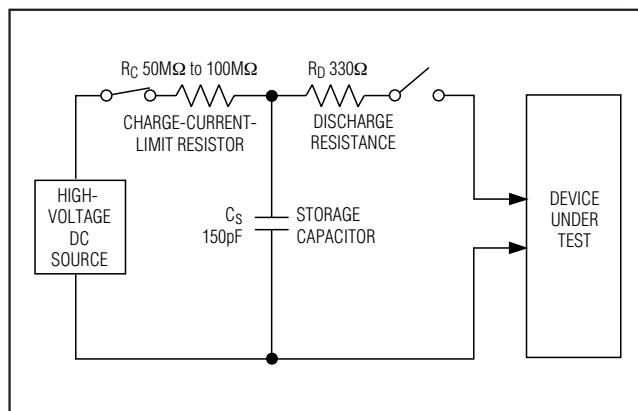 R_C 50MΩ to 100MΩ
CHARGE-CURRENT-
LIMIT RESISTOR
R_D 330Ω
DISCHARGE
RESISTANCE
HIGH-
VOLTAGE
DC
SOURCE
C_S
150pF
STORAGE
CAPACITOR
DEVICE
UNDER
TEST